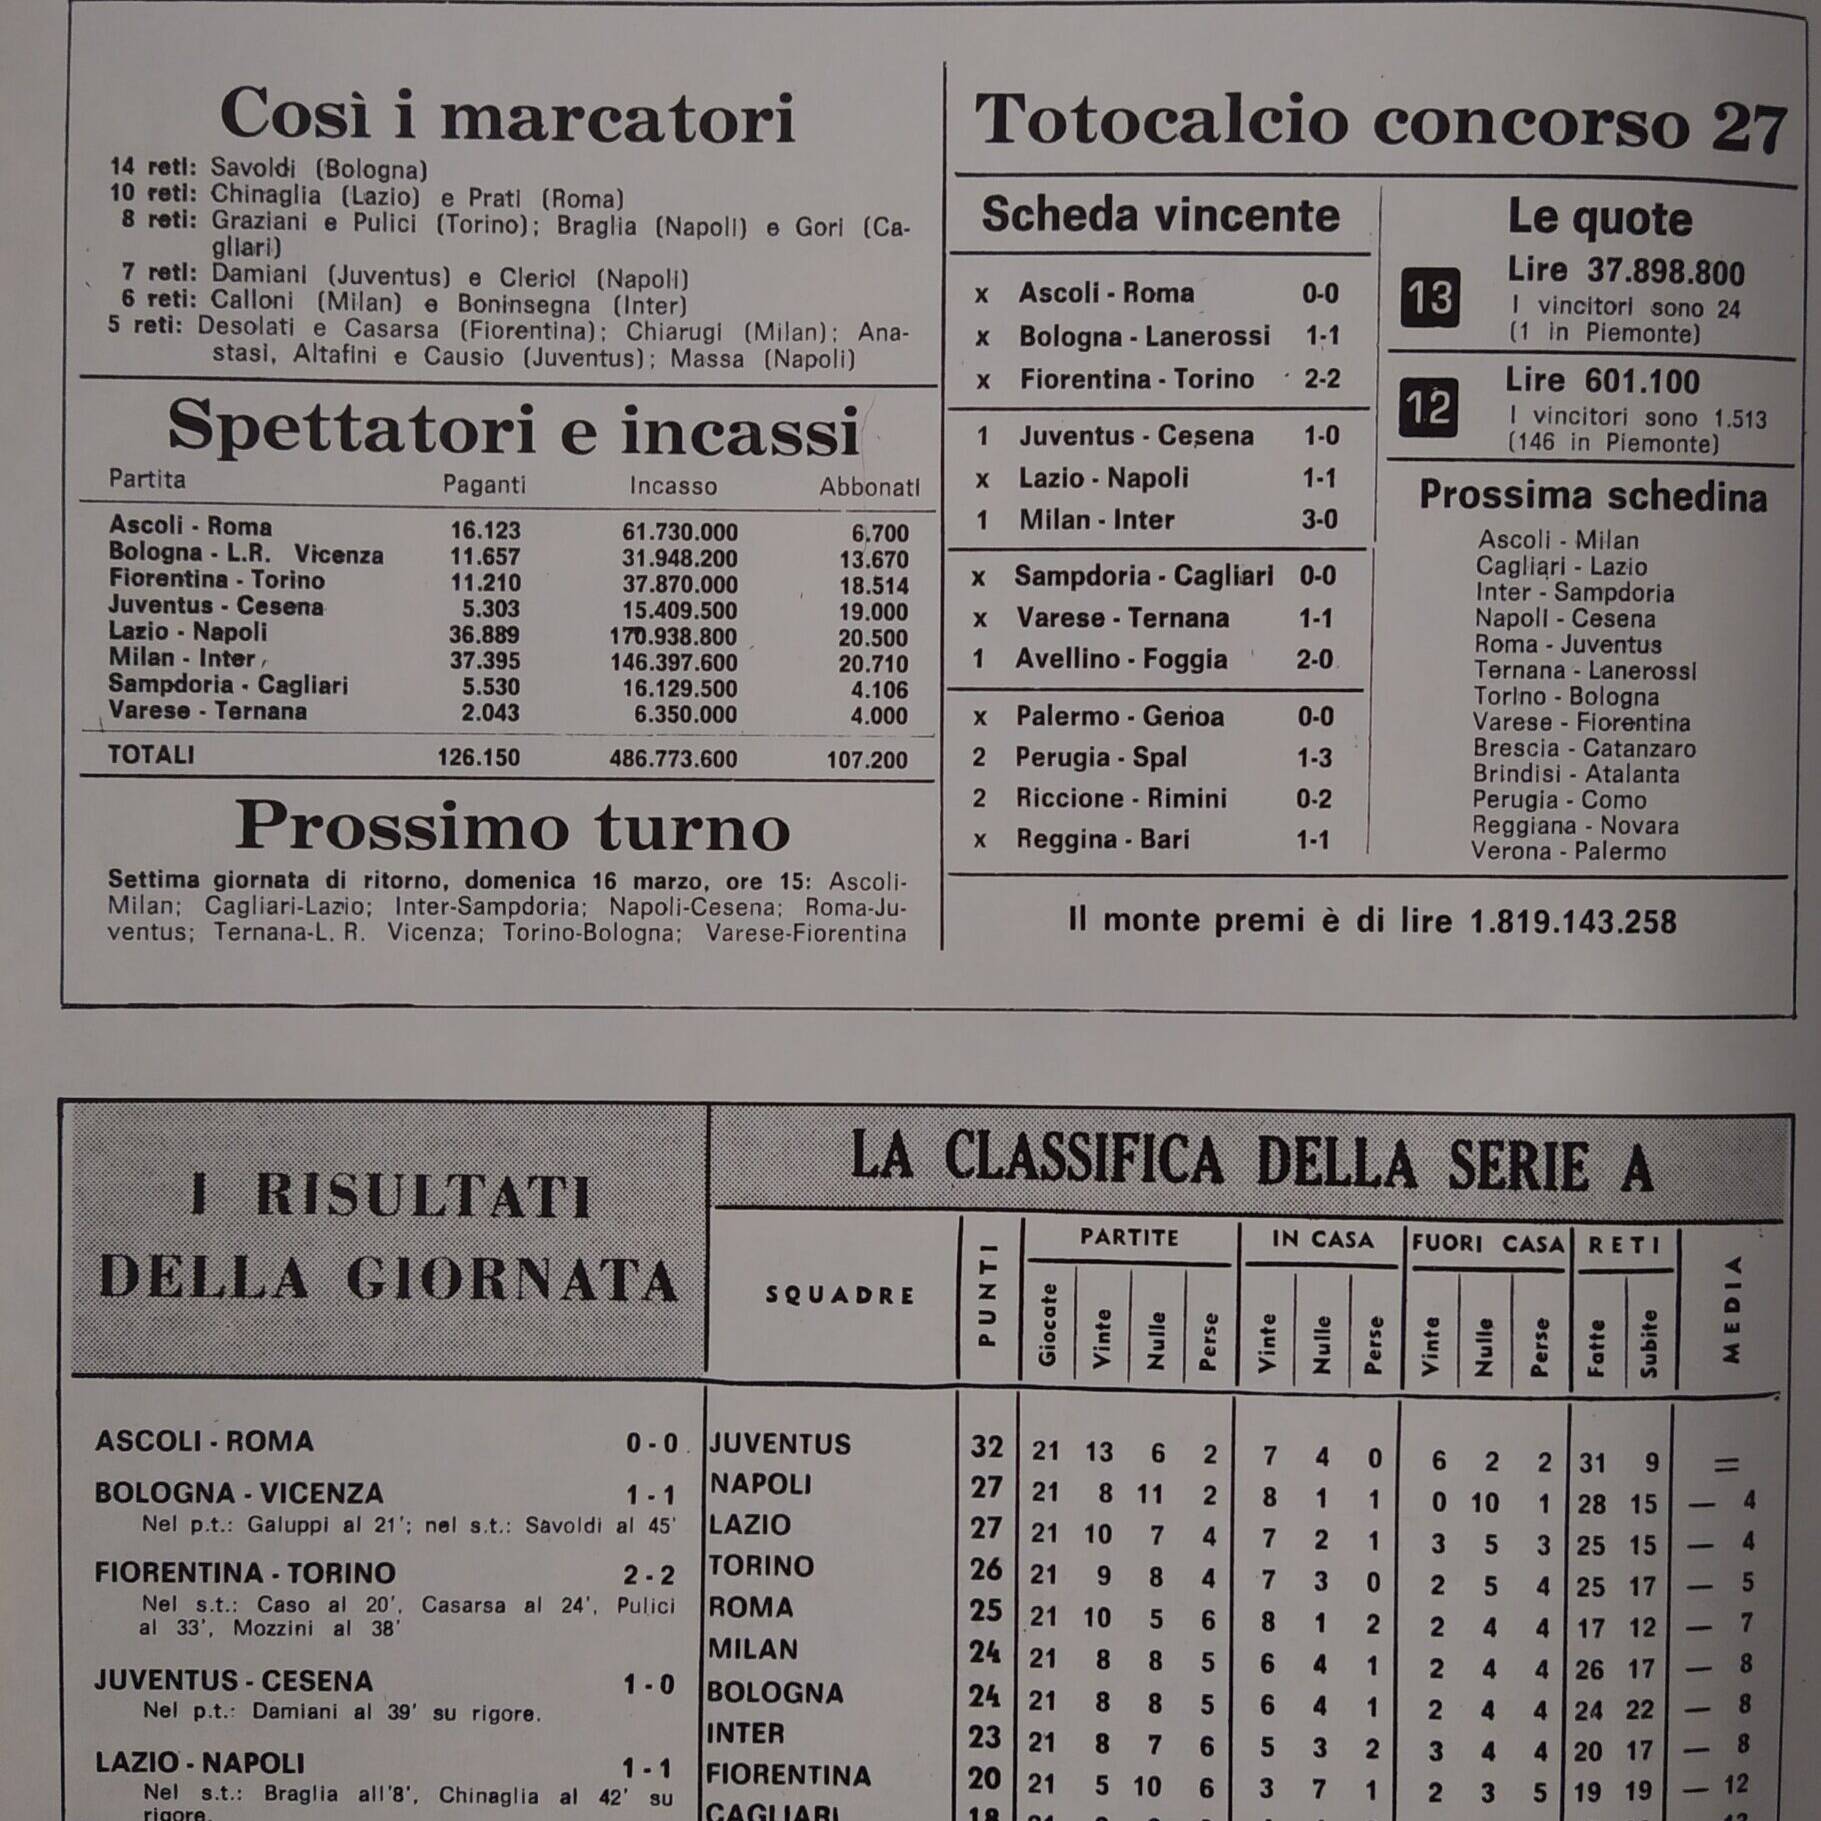 Così i marcatori
14 reti: Savoldi (Bologna)
10 reti: Chinaglia (Lazio) e Prati (Roma)
8 reti: Graziani e Pulici (Torino); Braglia (Napoli) e Gori (Ca-
gliari)
7 reti: Damiani (Juventus) e Clerici (Napoli)
6 reti: Calloni (Milan) e Boninsegna (Inter)
5 reti: Desolati e Casarsa (Fiorentina); Chiarugi (Milan); Ana-
stasi, Altafini e Causio (Juventus); Massa (Napoli)
Spettatori e incassi
Partita Paganti Incasso Abbonati
Ascoli - Roma 16.123 61.730.000 6.700
Bologna - L.R. Vicenza 11.657 31.948.200 13.670
Fiorentina - Torino 11.210 37.870.000 18.514
Juventus - Cesena 5.303 15.409.500 19.000
Lazio - Napoli 36.889 170.938.800 20.500
Milan - Inter 37.395 146.397.600 20.710
Sampdoria - Cagliari 5.530 16.129.500 4.106
Varese - Ternana 2.043 6.350.000 4.000
TOTALI 126.150 486.773.600 107.200
Prossimo turno
Settima giornata di ritorno, domenica 16 marzo, ore 15: Ascoli-
Milan; Cagliari-Lazio; Inter-Sampdoria; Napoli-Cesena; Roma-Ju-
ventus; Ternana-L. R. Vicenza; Torino-Bologna; Varese-Fiorentina
Totocalcio concorso 27
Scheda vincente
x Ascoli - Roma 0-0
x Bologna - Lanerossi 1-1
x Fiorentina - Torino 2-2
1 Juventus - Cesena 1-0
x Lazio - Napoli 1-1
1 Milan - Inter 3-0
x Sampdoria - Cagliari 0-0
x Varese - Ternana 1-1
1 Avellino - Foggia 2-0
x Palermo - Genoa 0-0
2 Perugia - Spal 1-3
2 Riccione - Rimini 0-2
x Reggina - Bari 1-1
Le quote
13 Lire 37.898.800
I vincitori sono 24
(1 in Piemonte)
12 Lire 601.100
I vincitori sono 1.513
(146 in Piemonte)
Prossima schedina
Ascoli - Milan
Cagliari - Lazio
Inter - Sampdoria
Napoli - Cesena
Roma - Juventus
Ternana - Lanerossi
Torino - Bologna
Varese - Fiorentina
Brescia - Catanzaro
Brindisi - Atalanta
Perugia - Como
Reggiana - Novara
Verona - Palermo
Il monte premi è di lire 1.819.143.258
I RISULTATI
DELLA GIORNATA
ASCOLI - ROMA 0 - 0
BOLOGNA - VICENZA 1 - 1
Nel p.t.: Galuppi al 21'; nel s.t.: Savoldi al 45'
FIORENTINA - TORINO 2 - 2
Nel s.t.: Caso al 20', Casarsa al 24', Pulici
al 33', Mozzini al 38'
JUVENTUS - CESENA 1 - 0
Nel p.t.: Damiani al 39' su rigore.
LAZIO - NAPOLI 1 - 1
Nel s.t.: Braglia all'8', Chinaglia al 42' su
rigore.
LA CLASSIFICA DELLA SERIE A
SQUADRE PUNTI PARTITE IN CASA FUORI CASA RETI MEDIA
Giocate Vinte Nulle Perse Vinte Nulle Perse Vinte Nulle Perse Fatte Subite
JUVENTUS 32 21 13 6 2 7 4 0 6 2 2 31 9 =
NAPOLI 27 21 8 11 2 8 1 1 0 10 1 28 15 — 4
LAZIO 27 21 10 7 4 7 2 1 3 5 3 25 15 — 4
TORINO 26 21 9 8 4 7 3 0 2 5 4 25 17 — 5
ROMA 25 21 10 5 6 8 1 2 2 4 4 17 12 — 7
MILAN 24 21 8 8 5 6 4 1 2 4 4 26 17 — 8
BOLOGNA 24 21 8 8 5 6 4 1 2 4 4 24 22 — 8
INTER 23 21 8 7 6 5 3 2 3 4 4 20 17 — 8
FIORENTINA 20 21 5 10 6 3 7 1 2 3 5 19 19 — 12
CAGLIARI 18